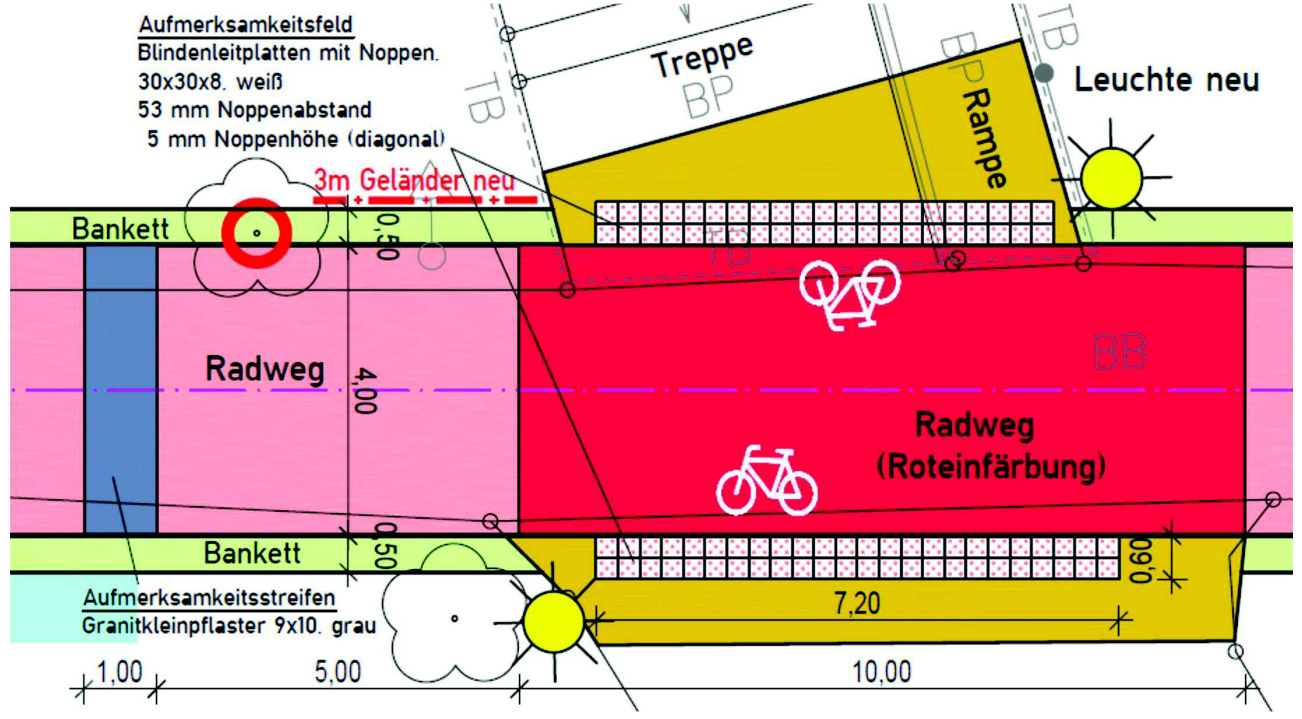 Aufmerksamkeitsfeld
Blindenleitplatten mit Noppen.
30x30x8. weiß
53 mm Noppenabstand
5 mm Noppenhöhe (diagonal)
TB
Treppe
BP
BP
Rampe
TB
Leuchte neu
3m Geländer neu
Bankett
0,50
TB
Radweg
4,00
BB
Radweg
(Roteinfärbung)
Bankett
0,50
0,60
7,20
Aufmerksamkeitsstreifen
Granitkleinpflaster 9x10. grau
1,00
5,00
10,00